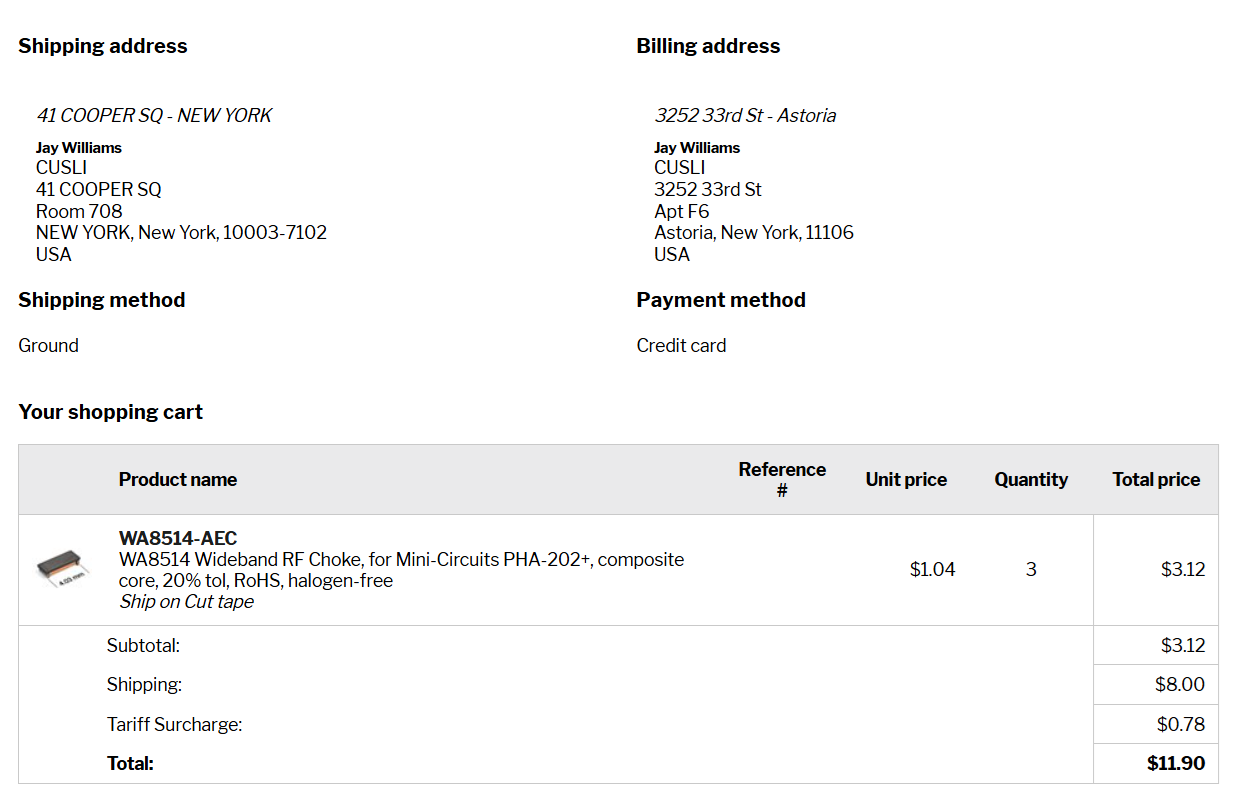 Shipping address
Billing address
41 COOPER SQ - NEW YORK
Jay Williams
CUSLI
41 COOPER SQ
Room 708
NEW YORK, New York, 10003-7102
USA
3252 33rd St - Astoria
Jay Williams
CUSLI
3252 33rd St
Apt F6
Astoria, New York, 11106
USA
Shipping method
Ground
Payment method
Credit card
Your shopping cart
Product name Reference # Unit price Quantity Total price
WA8514-AEC
WA8514 Wideband RF Choke, for Mini-Circuits PHA-202+, composite
core, 20% tol, RoHS, halogen-free
Ship on Cut tape
4.03 mm
$1.04 3 $3.12
Subtotal: $3.12
Shipping: $8.00
Tariff Surcharge: $0.78
Total: $11.90